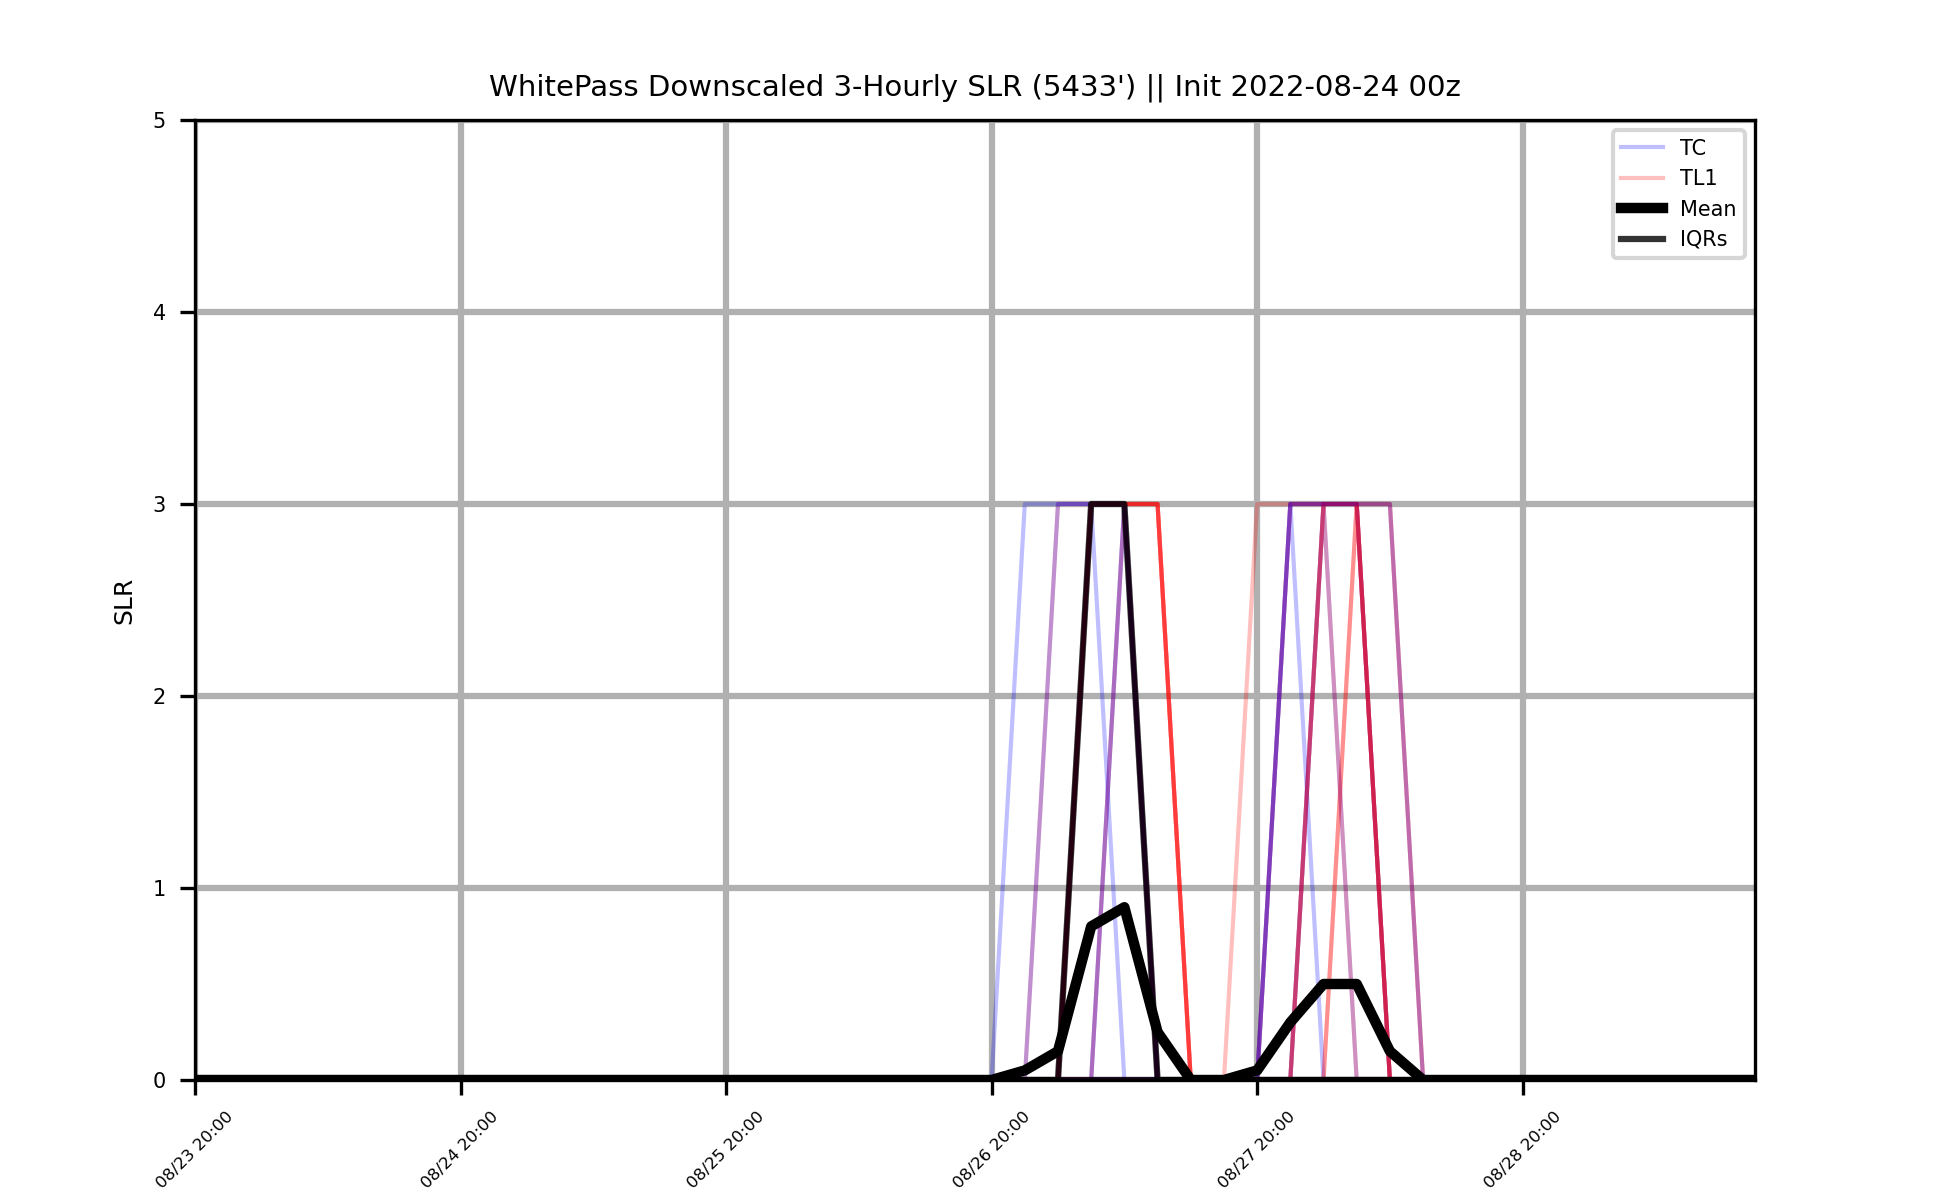 WhitePass Downscaled 3-Hourly SLR (5433') || Init 2022-08-24 00z
5
4
3
2
1
0
SLR
TC
TL1
Mean
IQRs
08/23 20:00
08/24 20:00
08/25 20:00
08/26 20:00
08/27 20:00
08/28 20:00